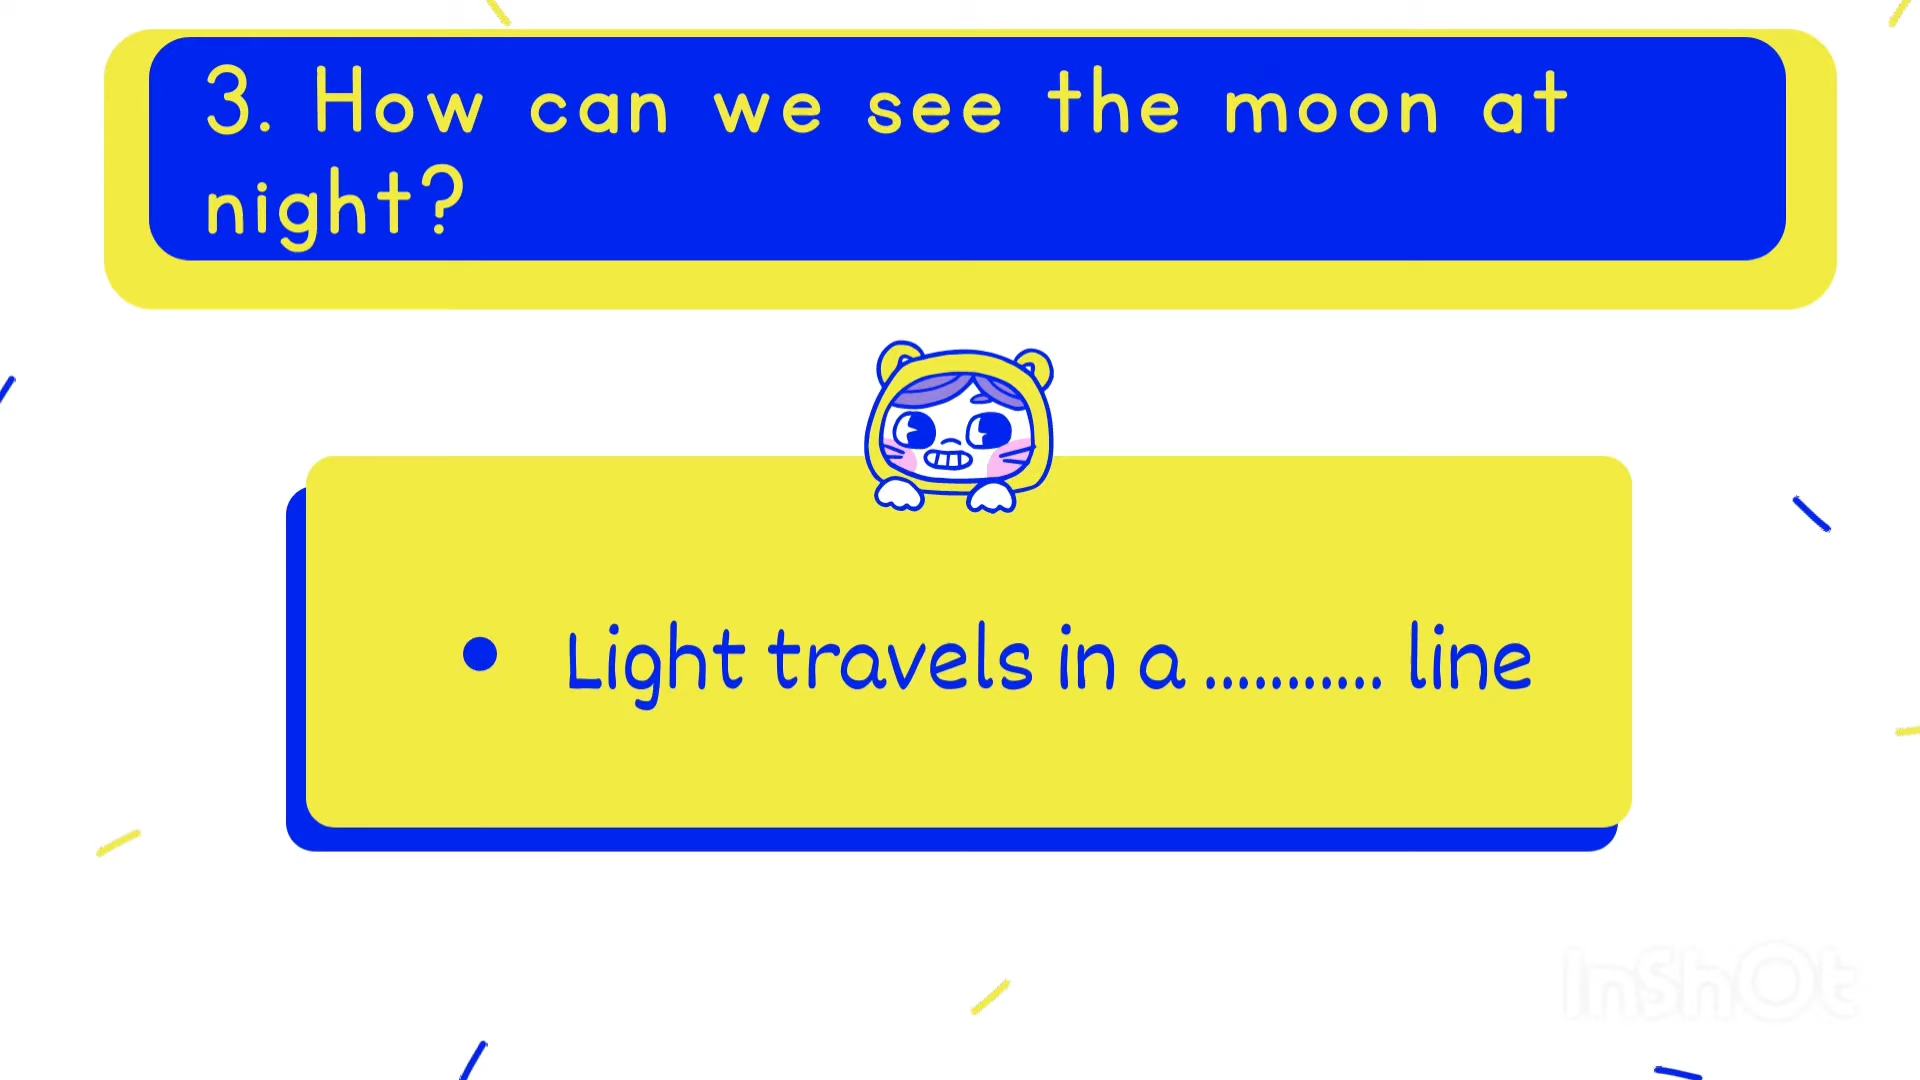 3. How can we see the moon at
night?
• Light travels in a ........... line
InShOt